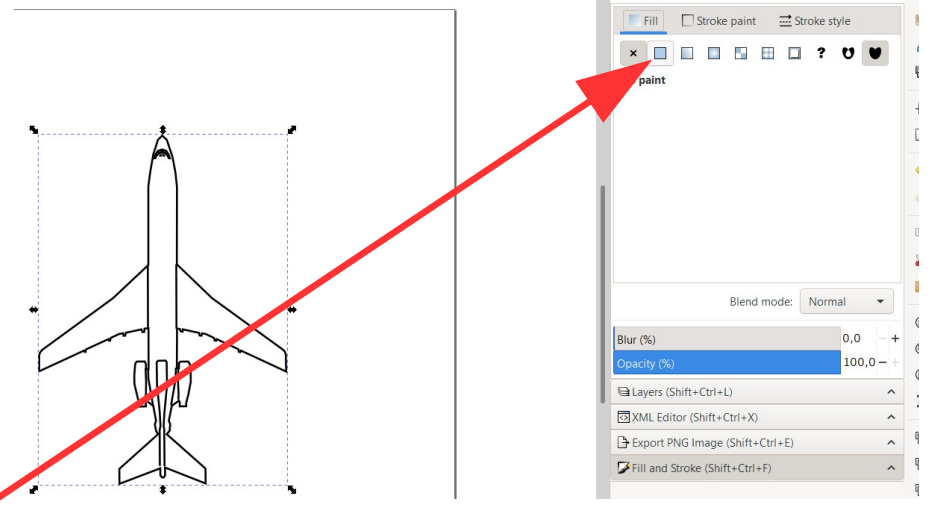 Fill Stroke paint Stroke style
? 
paint
Blend mode: Normal
Blur (%) 0,0 − +
Opacity (%) 100,0 − +
Layers (Shift+Ctrl+L)
XML Editor (Shift+Ctrl+X)
Export PNG Image (Shift+Ctrl+E)
Fill and Stroke (Shift+Ctrl+F)